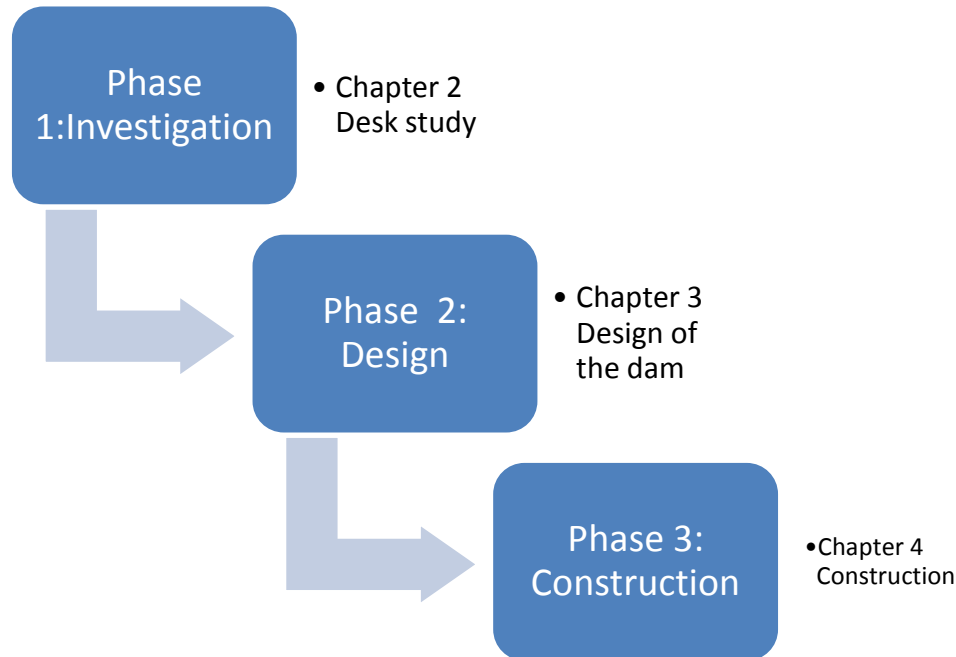 Phase
1:Investigation
• Chapter 2
Desk study
Phase 2:
Design
• Chapter 3
Design of
the dam
Phase 3:
Construction
•Chapter 4
Construction